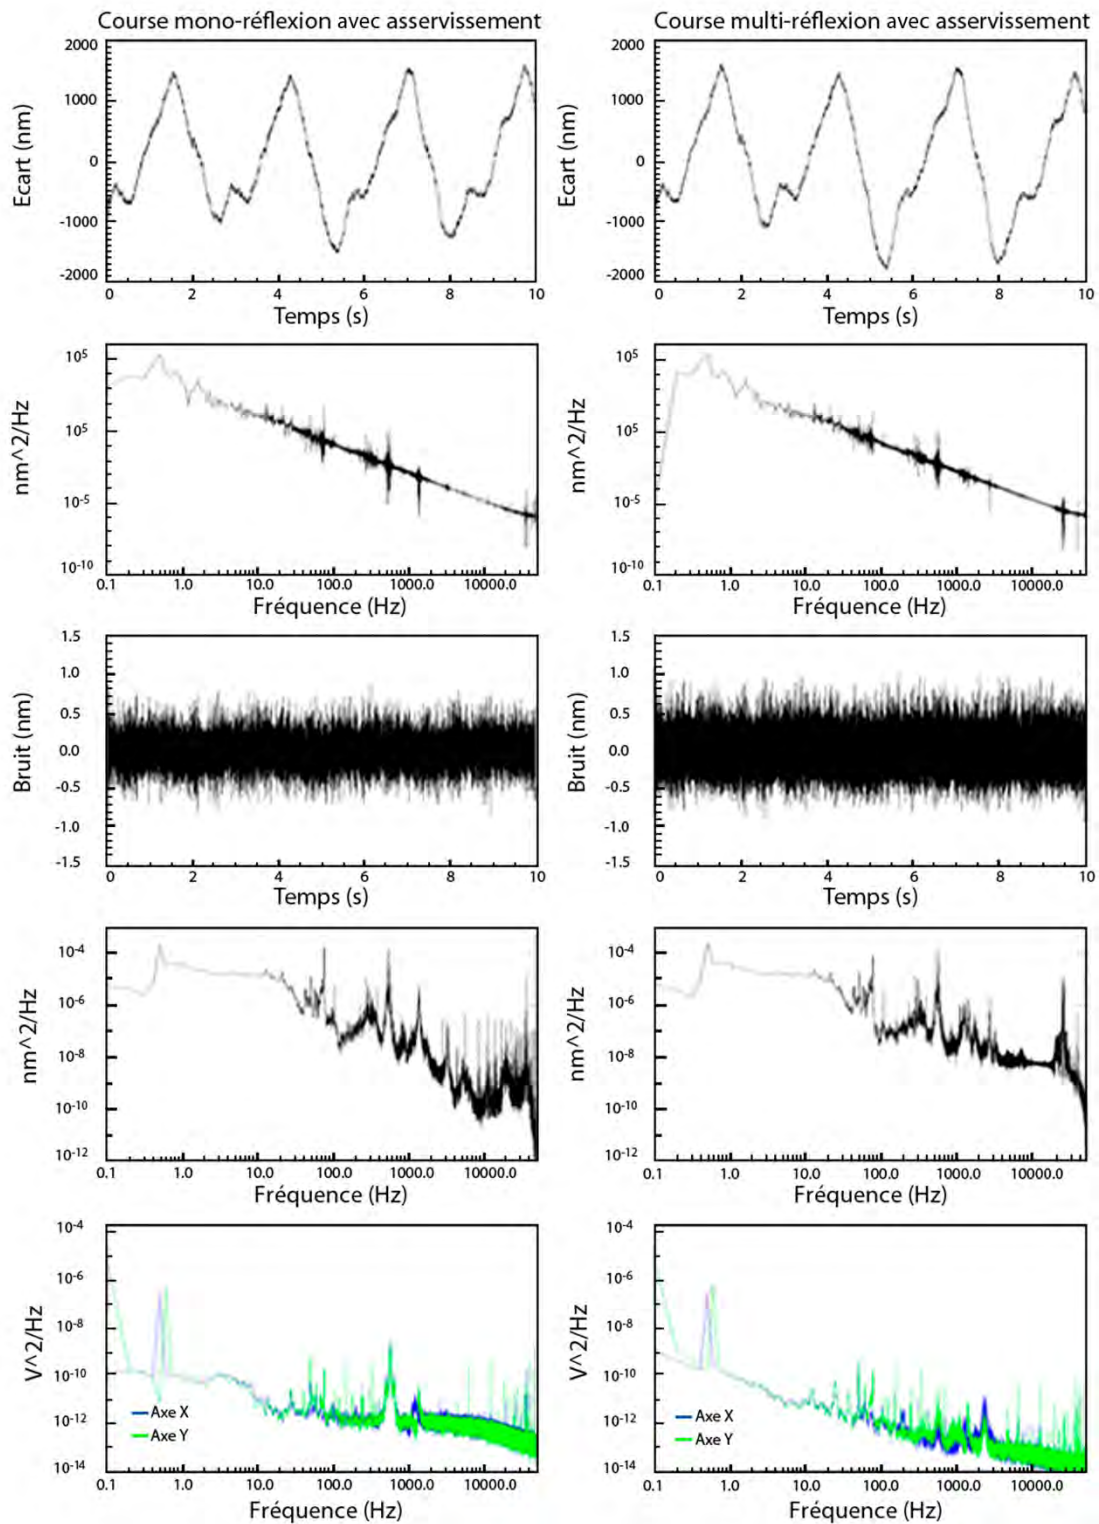 Course mono-réflexion avec asservissement
Course multi-réflexion avec asservissement
Ecart (nm)
2000
1000
0
-1000
-2000
0 2 4 6 8 10
Temps (s)
Ecart (nm)
2000
1000
0
-1000
-2000
0 2 4 6 8 10
Temps (s)
nm^2/Hz
10^5
10^5
10^-5
10^-10
0.1 1.0 10.0 100.0 1000.0 10000.0
Fréquence (Hz)
nm^2/Hz
10^5
10^5
10^-5
10^-10
0.1 1.0 10.0 100.0 1000.0 10000.0
Fréquence (Hz)
Bruit (nm)
1.5
1.0
0.5
0.0
-0.5
-1.0
-1.5
0 2 4 6 8 10
Temps (s)
Bruit (nm)
1.5
1.0
0.5
0.0
-0.5
-1.0
-1.5
0 2 4 6 8 10
Temps (s)
nm^2/Hz
10^-4
10^-6
10^-8
10^-10
10^-12
0.1 1.0 10.0 100.0 1000.0 10000.0
Fréquence (Hz)
nm^2/Hz
10^-4
10^-6
10^-8
10^-10
10^-12
0.1 1.0 10.0 100.0 1000.0 10000.0
Fréquence (Hz)
V^2/Hz
10^-4
10^-6
10^-8
10^-10
10^-12
10^-14
Axe X
Axe Y
0.1 1.0 10.0 100.0 1000.0 10000.0
Fréquence (Hz)
V^2/Hz
10^-4
10^-6
10^-8
10^-10
10^-12
10^-14
Axe X
Axe Y
0.1 1.0 10.0 100.0 1000.0 10000.0
Fréquence (Hz)